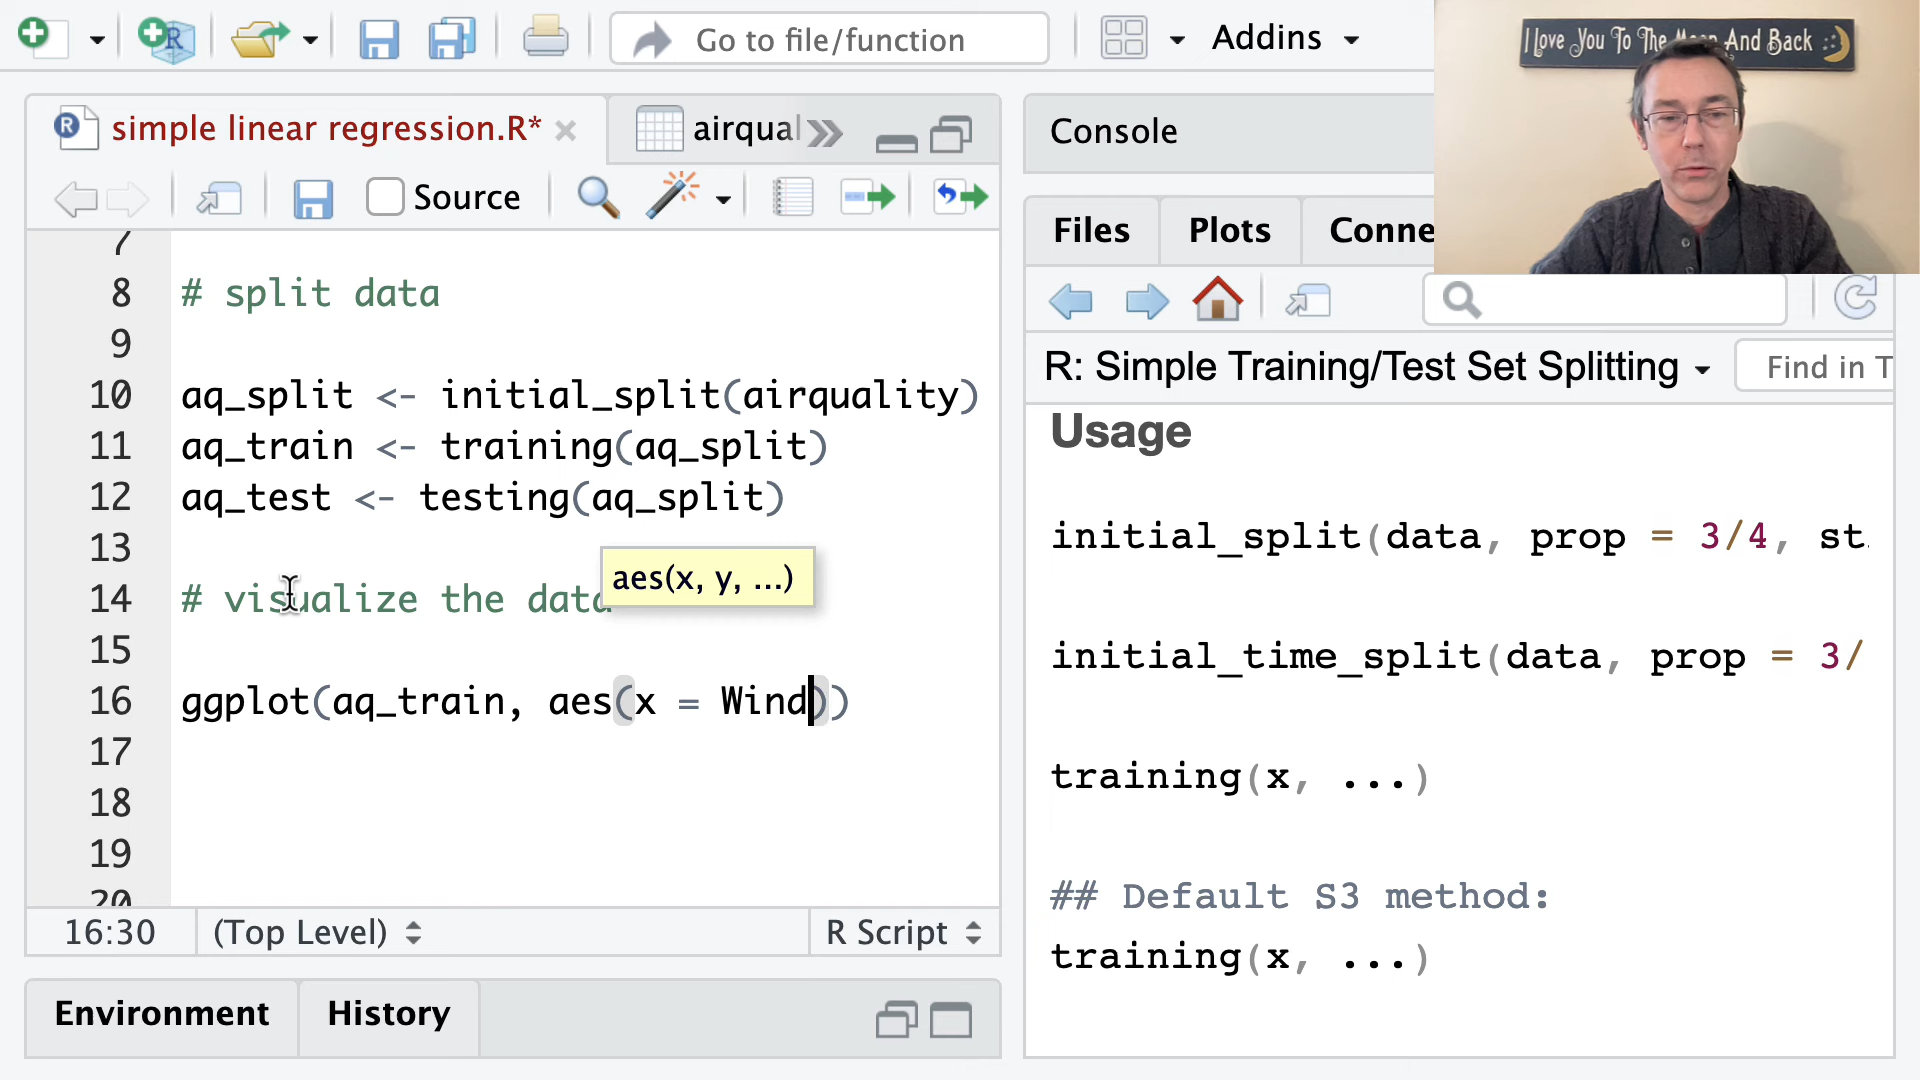 Go to file/function
Addins
I Love You To The Moon And Back
simple linear regression.R*
airqual
Console
Source
Files
Plots
Conne
7
8 # split data
9
R: Simple Training/Test Set Splitting
Find in T
10 aq_split <- initial_split(airquality)
11 aq_train <- training(aq_split)
12 aq_test <- testing(aq_split)
13
aes(x, y, ...)
14 # visualize the data
15
16 ggplot(aq_train, aes(x = Wind))
17
18
19
20
Usage
initial_split(data, prop = 3/4, st
initial_time_split(data, prop = 3/
training(x, ...)
## Default S3 method:
training(x, ...)
16:30
(Top Level)
R Script
Environment
History